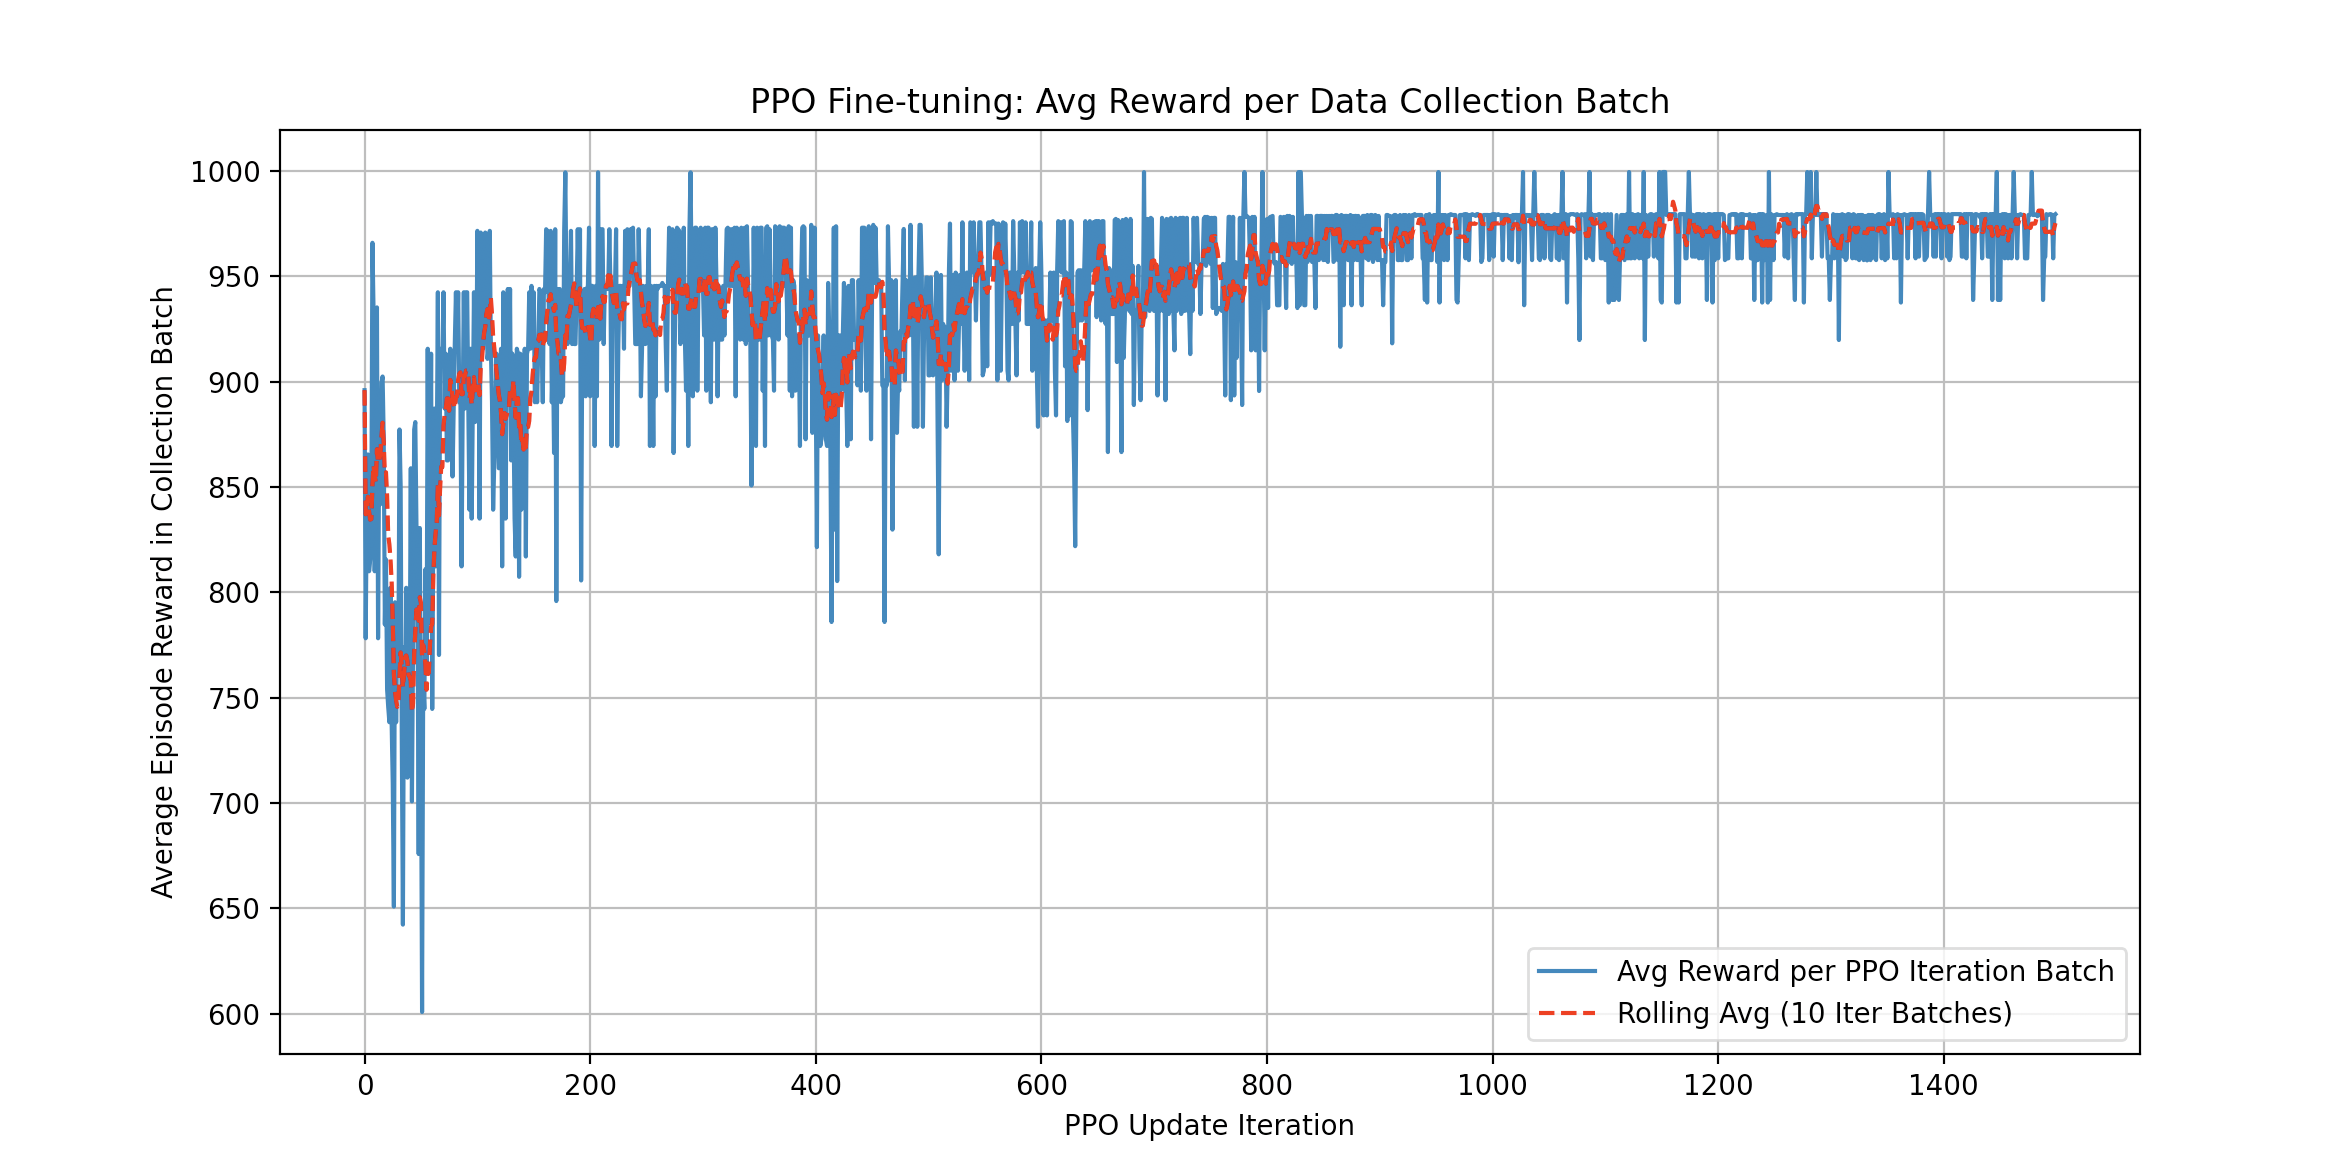 PPO Fine-tuning: Avg Reward per Data Collection Batch
Average Episode Reward in Collection Batch
1000
950
900
850
800
750
700
650
600
Avg Reward per PPO Iteration Batch
Rolling Avg (10 Iter Batches)
0 200 400 600 800 1000 1200 1400
PPO Update Iteration